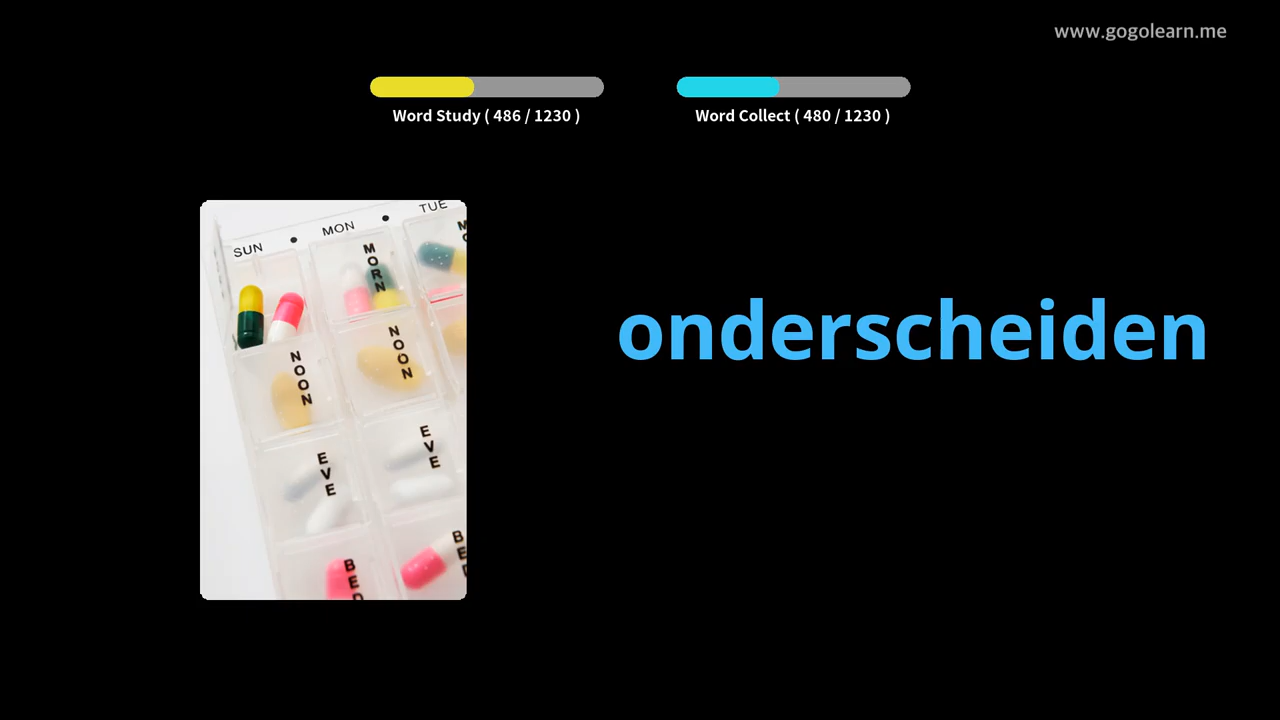 www.gogolearn.me
Word Study ( 486 / 1230 )
Word Collect ( 480 / 1230 )
SUN • MON • TUE
MORN
NOON
NOON
EVE
EVE
BED
onderscheiden